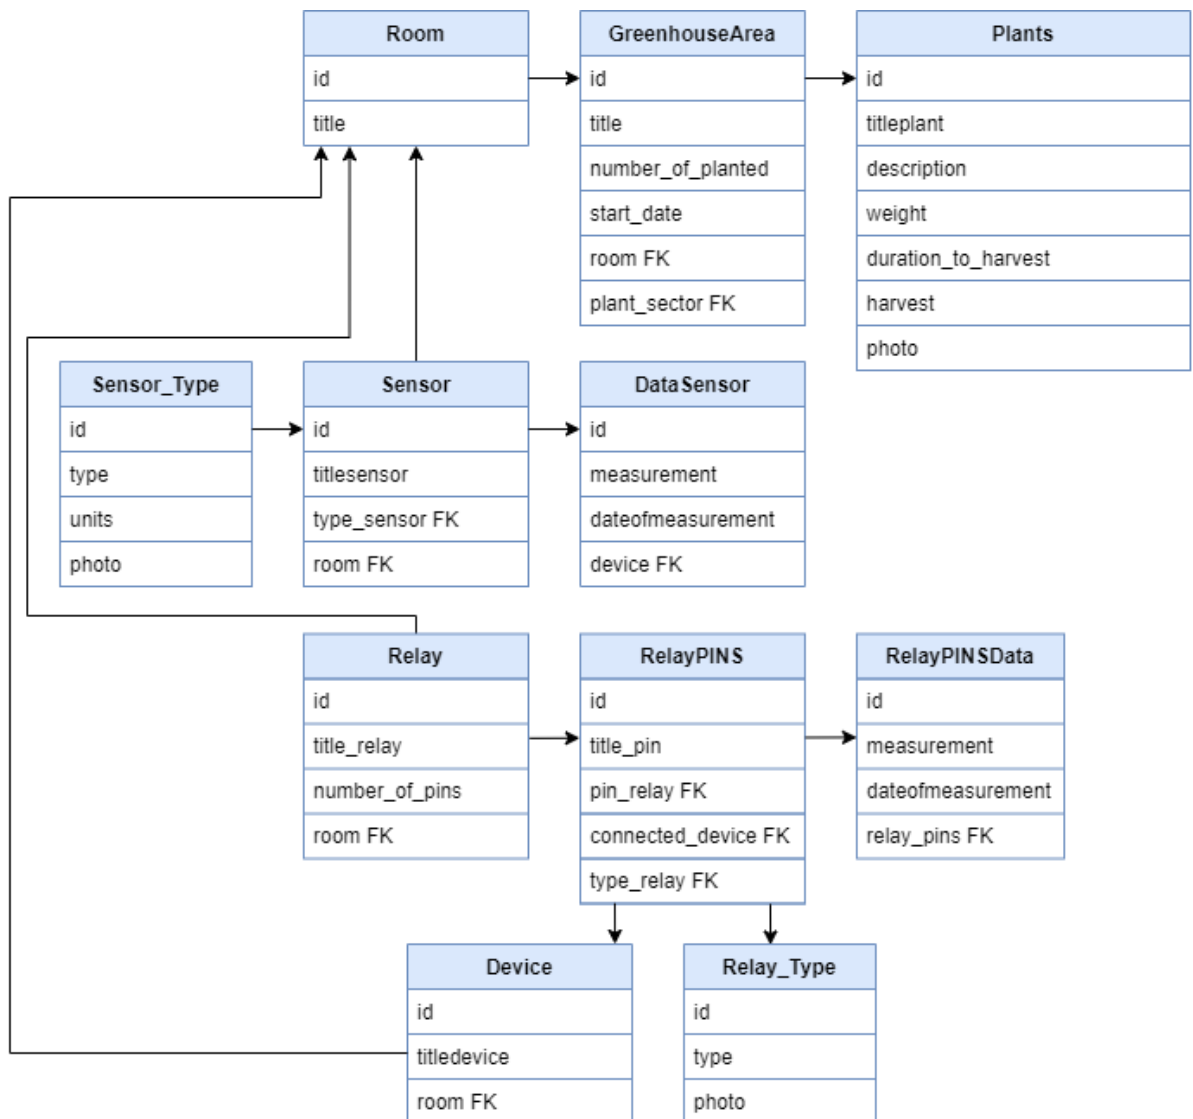 Room
id
title
GreenhouseArea
id
title
number_of_planted
start_date
room FK
plant_sector FK
Plants
id
titleplant
description
weight
duration_to_harvest
harvest
photo
Sensor_Type
id
type
units
photo
Sensor
id
titlesensor
type_sensor FK
room FK
DataSensor
id
measurement
dateofmeasurement
device FK
Relay
id
title_relay
number_of_pins
room FK
RelayPINS
id
title_pin
pin_relay FK
connected_device FK
type_relay FK
RelayPINSData
id
measurement
dateofmeasurement
relay_pins FK
Device
id
titledevice
room FK
Relay_Type
id
type
photo